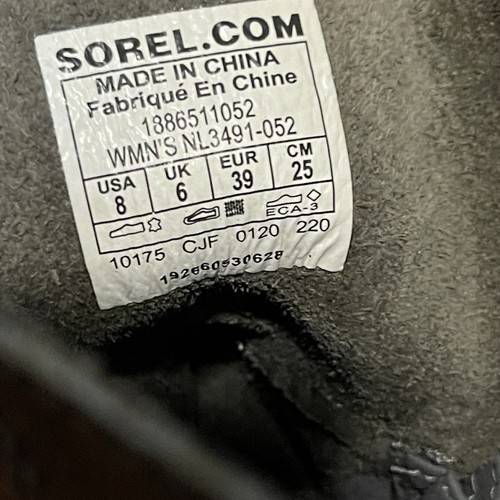 SOREL.COM
MADE IN CHINA
Fabriqué En Chine
1886511052
WMN'S NL3491-052
USA UK EUR CM
8 6 39 25
ECA-3
10175 CJF 0120 220
192660530628